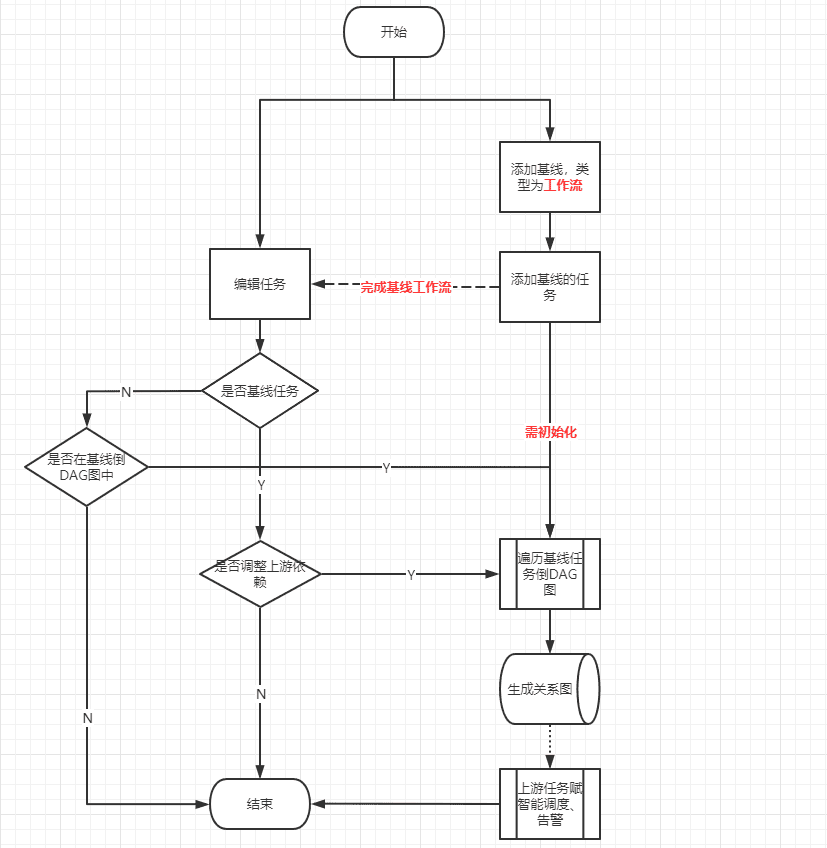 开始
添加基线，类
型为工作流
编辑任务
完成基线工作流
添加基线的任
务
是否基线任务
N
需初始化
是否在基线倒
DAG图中
Y
Y
是否调整上游依
赖
Y
遍历基线任
务倒DAG
图
生成关系图
N
N
上游任务赋
智能调度、
告警
结束